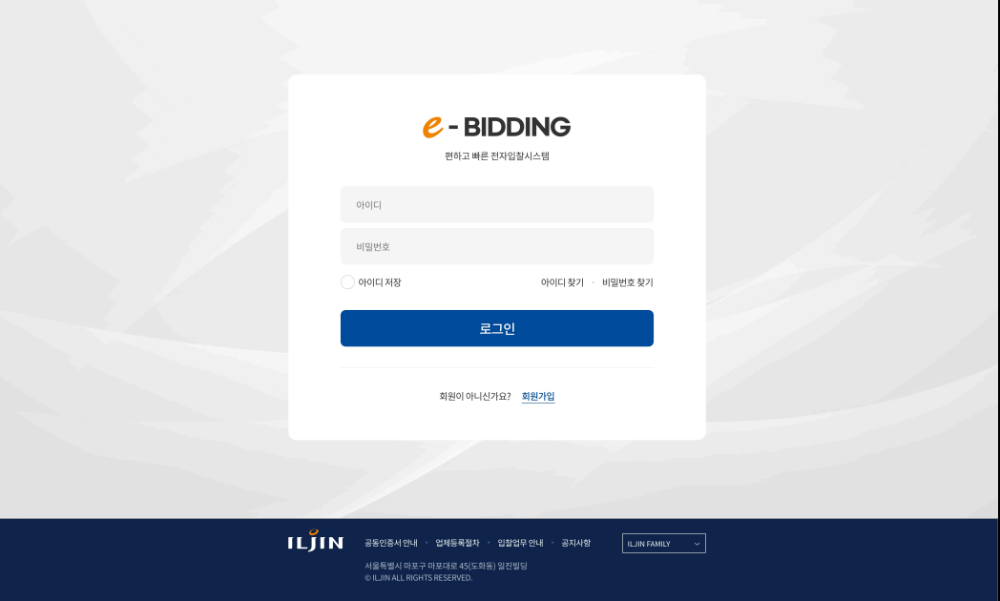 e - BIDDING
편하고 빠른 전자입찰시스템
아이디
비밀번호
아이디 저장 아이디 찾기 · 비밀번호 찾기
로그인
회원이 아니신가요? 회원가입
ILJIN 공동인증서 안내 · 업체등록절차 · 입찰업무 안내 · 공지사항 ILJIN FAMILY
서울특별시 마포구 마포대로 45(도화동) 일진빌딩
© ILJIN ALL RIGHTS RESERVED.